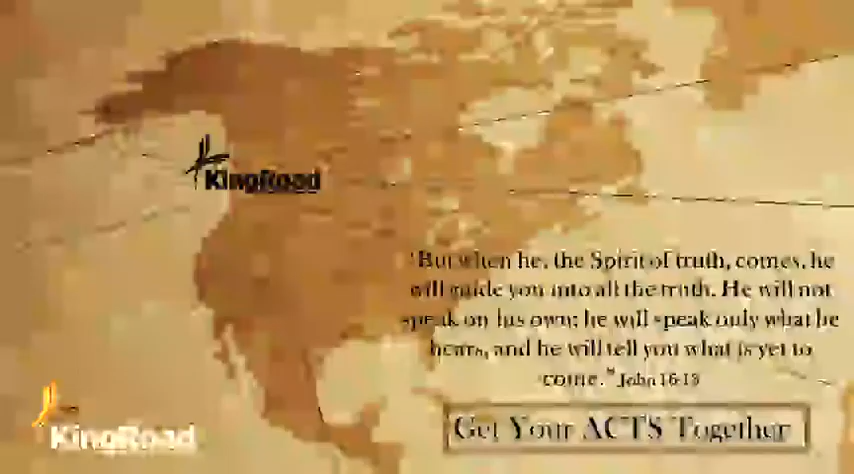 KingRoad
"But when he, the Spirit of truth, comes, he
will guide you into all the truth. He will not
speak on his own; he will speak only what he
hears, and he will tell you what is yet to
come." John 16:13
Get Your ACTS Together
KingRoad